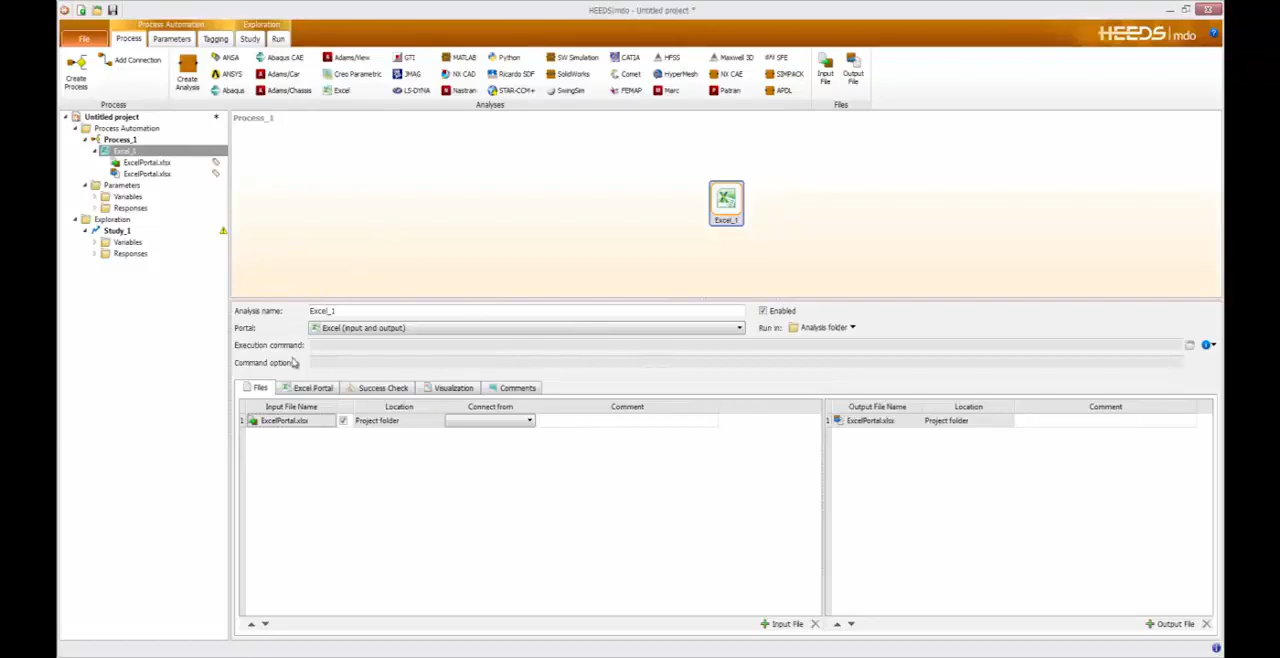 HEEDS|mdo - Untitled project *
Process Automation Exploration
File Process Parameters Tagging Study Run
HEEDS | mdo
Create Process
Add Connection
Create Analysis
ANSA Abaqus CAE Adams/View GTI MATLAB Python SW Simulation CATIA HFSS Maxwell 3D SFE
ANSYS Adams/Car Creo Parametric JMAG NX CAD Ricardo SDF SolidWorks Comet HyperMesh NX CAE SIMPACK
Abaqus Adams/Chassis Excel LS-DYNA Nastran STAR-CCM+ SwingSim FEMAP Marc Patran APDL
Input File
Output File
Process Analyses Files
Untitled project *
Process Automation
Process_1
Excel_1
ExcelPortal.xlsx
ExcelPortal.xlsx
Parameters
Variables
Responses
Exploration
Study_1
Variables
Responses
Process_1
Excel_1
Analysis name: Excel_1 Enabled
Portal: Excel (input and output) Run in: Analysis folder
Execution command:
Command options
Files Excel Portal Success Check Visualization Comments
Input File Name Location Connect from Comment Output File Name Location Comment
1 ExcelPortal.xlsx Project folder 1 ExcelPortal.xlsx Project folder
Input File Output File